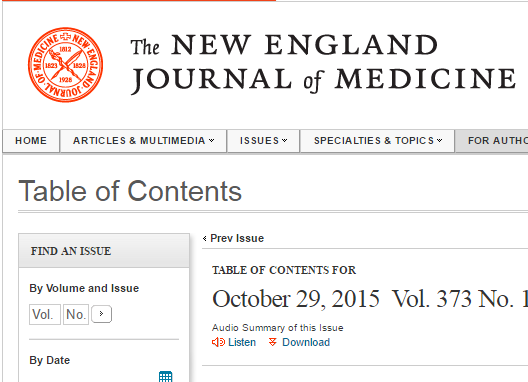 The NEW ENGLAND
JOURNAL of MEDICINE
NEW-ENGLAND JOURNAL-OF-MEDICINE
1812
1823 1828
1928
HOME ARTICLES & MULTIMEDIA ISSUES SPECIALTIES & TOPICS FOR AUTHO
Table of Contents
FIND AN ISSUE
By Volume and Issue
Vol. No.
By Date
Prev Issue
TABLE OF CONTENTS FOR
October 29, 2015 Vol. 373 No. 1
Audio Summary of this Issue
Listen Download